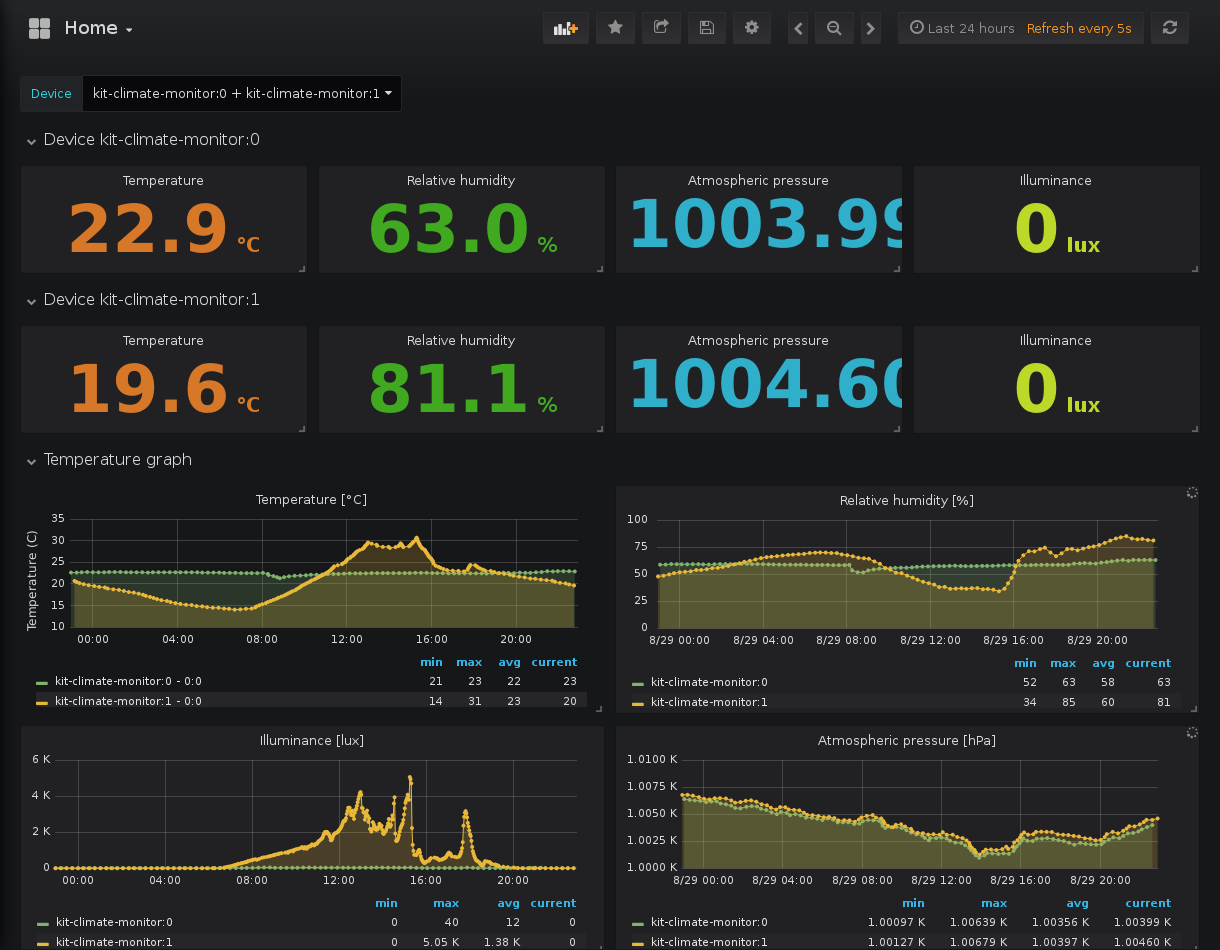 Home
Last 24 hours Refresh every 5s
Device kit-climate-monitor:0 + kit-climate-monitor:1
Device kit-climate-monitor:0
Temperature Relative humidity Atmospheric pressure Illuminance
22.9 °C 63.0 % 1003.99 0 lux
Device kit-climate-monitor:1
Temperature Relative humidity Atmospheric pressure Illuminance
19.6 °C 81.1 % 1004.60 0 lux
Temperature graph
Temperature [°C]
Temperature (C)
35
30
25
20
15
10
00:00 04:00 08:00 12:00 16:00 20:00
min max avg current
kit-climate-monitor:0 - 0:0 21 23 22 23
kit-climate-monitor:1 - 0:0 14 31 23 20
Relative humidity [%]
100
75
50
25
0
8/29 00:00 8/29 04:00 8/29 08:00 8/29 12:00 8/29 16:00 8/29 20:00
min max avg current
kit-climate-monitor:0 52 63 58 63
kit-climate-monitor:1 34 85 60 81
Illuminance [lux]
6 K
4 K
2 K
0
00:00 04:00 08:00 12:00 16:00 20:00
min max avg current
kit-climate-monitor:0 0 40 12 0
kit-climate-monitor:1 0 5.05 K 1.38 K 0
Atmospheric pressure [hPa]
1.0100 K
1.0075 K
1.0050 K
1.0025 K
1.0000 K
8/29 00:00 8/29 04:00 8/29 08:00 8/29 12:00 8/29 16:00 8/29 20:00
min max avg current
kit-climate-monitor:0 1.00097 K 1.00639 K 1.00356 K 1.00399 K
kit-climate-monitor:1 1.00127 K 1.00679 K 1.00397 K 1.00460 K